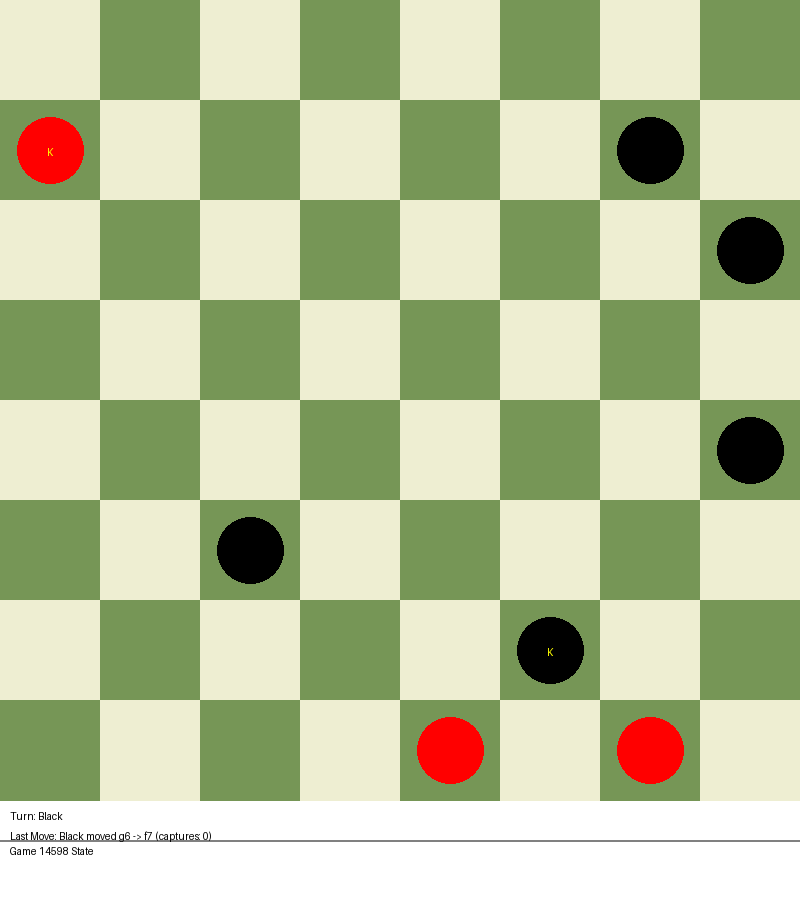 K
K
Turn: Black
Last Move: Black moved g6 -> f7 (captures: 0)
Game 14598 State